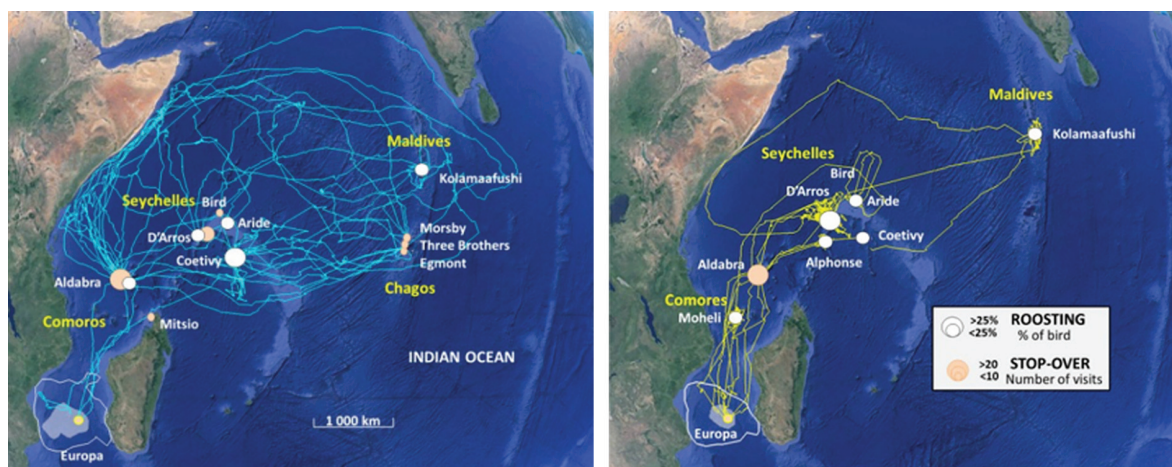 Maldives
Kolamaafushi
Seychelles
Bird
Aride
D'Arros
Coetivy
Morsby
Three Brothers
Egmont
Chagos
Aldabra
Comoros
Mitsio
INDIAN OCEAN
1 000 km
Europa
Maldives
Kolamaafushi
Seychelles
Bird
D'Arros
Aride
Coetivy
Alphonse
Aldabra
Comores
Moheli
Europa
>25% ROOSTING
<25% % of bird
>20 STOP-OVER
<10 Number of visits